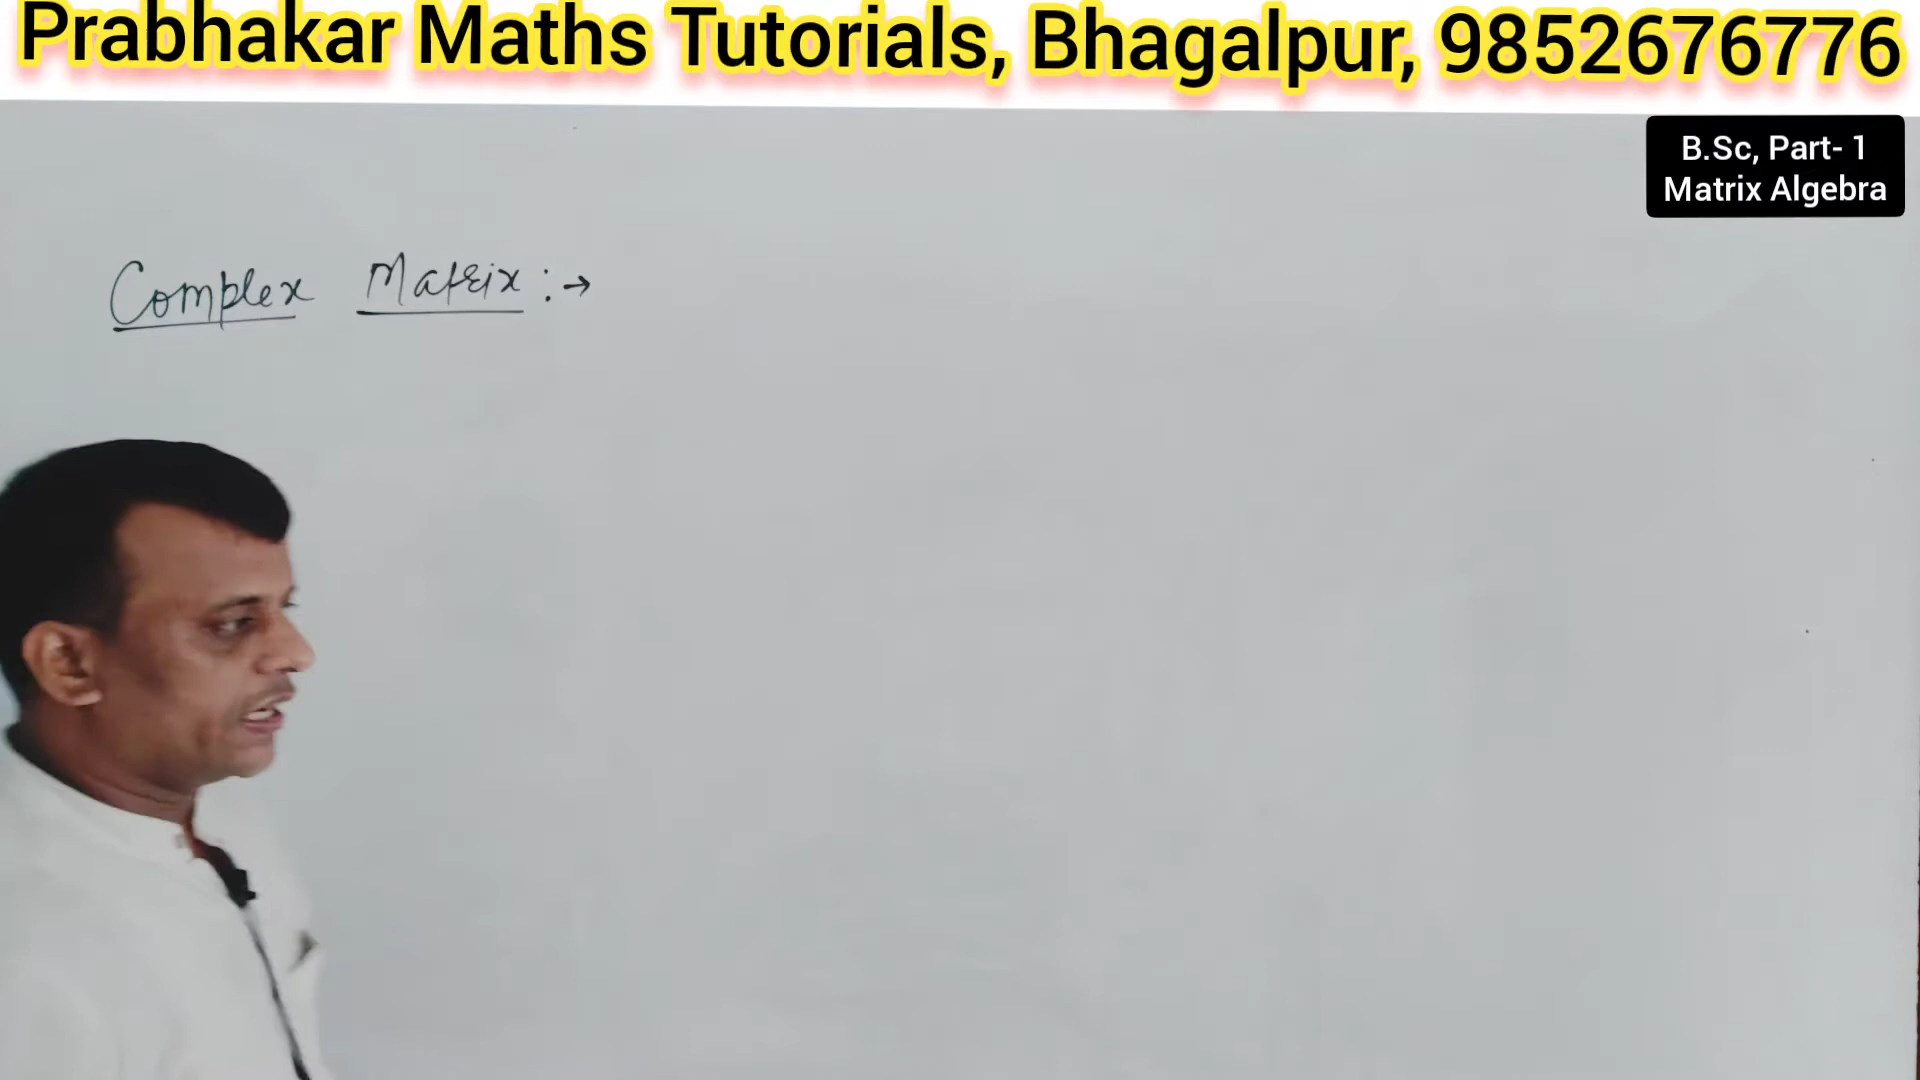 Prabhakar Maths Tutorials, Bhagalpur, 9852676776
B.Sc, Part- 1
Matrix Algebra
Complex Matrix :→